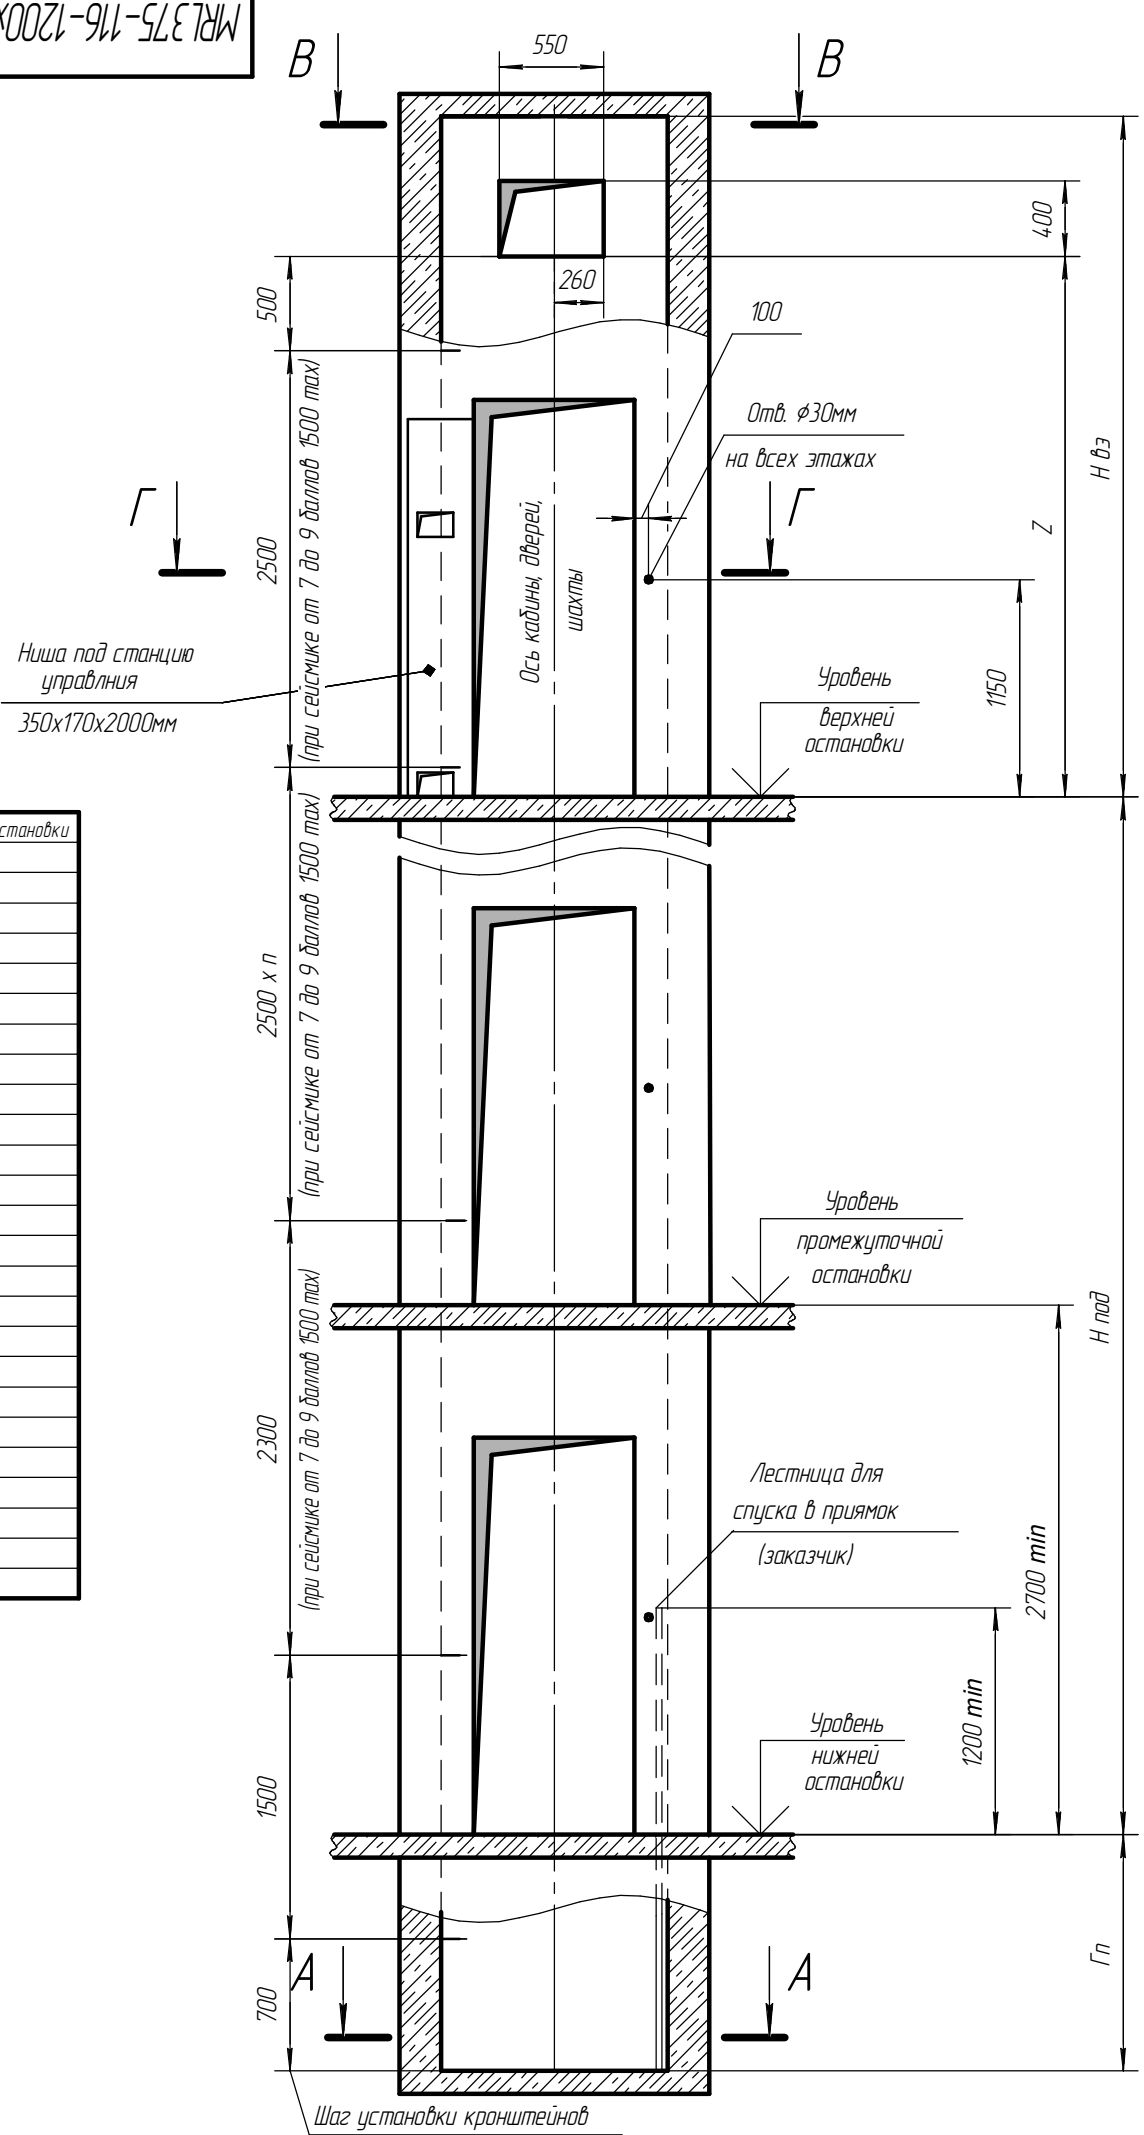 MRL375-116-1200x
В
В
550
400
260
500
100
Отв. ϕ30мм
на всех этажах
Н вз
Z
Г
Г
2500
(при сейсмике от 7 до 9 баллов 1500 max)
Ось кабины, дверей,
шахты
Ниша под станцию
управлния
350х170х2000мм
1150
Уровень
верхней
остановки
становки
2500 х п
(при сейсмике от 7 до 9 баллов 1500 max)
Уровень
промежуточной
остановки
Н под
2300
(при сейсмике от 7 до 9 баллов 1500 max)
Лестница для
спуска в приямок
(заказчик)
2700 min
1200 min
Уровень
нижней
остановки
1500
Гп
А
А
700
Шаг установки кронштейнов